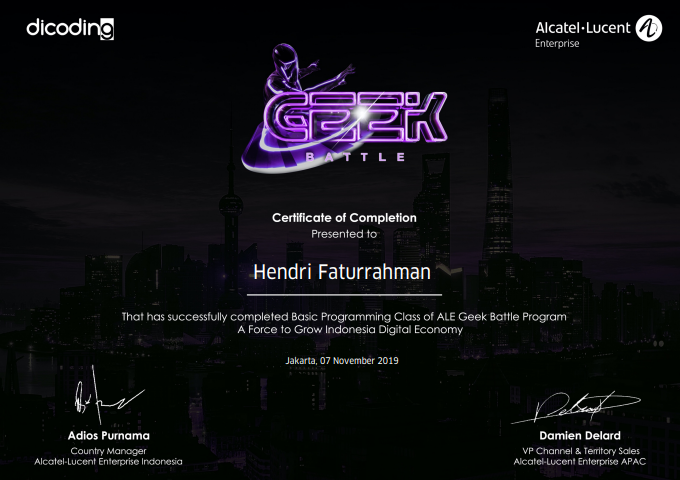 dicoding
Alcatel·Lucent
Enterprise
GEEK
BATTLE
Certificate of Completion
Presented to
Hendri Faturrahman
That has successfully completed Basic Programming Class of ALE Geek Battle Program
A Force to Grow Indonesia Digital Economy
Jakarta, 07 November 2019
Adios Purnama
Country Manager
Alcatel-Lucent Enterprise Indonesia
Damien Delard
VP Channel & Territory Sales
Alcatel-Lucent Enterprise APAC